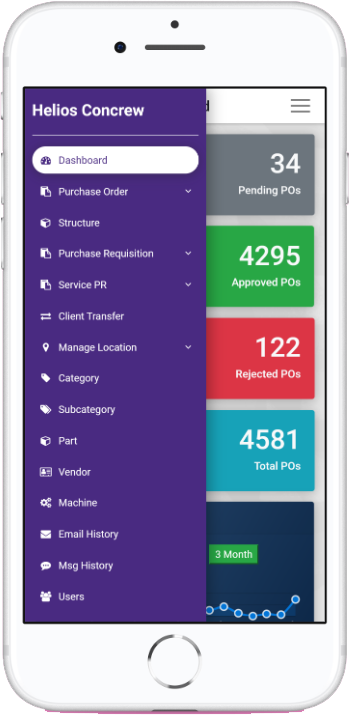 Helios Concrew
d
Dashboard
Purchase Order
Structure
Purchase Requisition
Service PR
Client Transfer
Manage Location
Category
Subcategory
Part
Vendor
Machine
Email History
Msg History
Users
34
Pending POs
4295
Approved POs
122
Rejected POs
4581
Total POs
3 Month